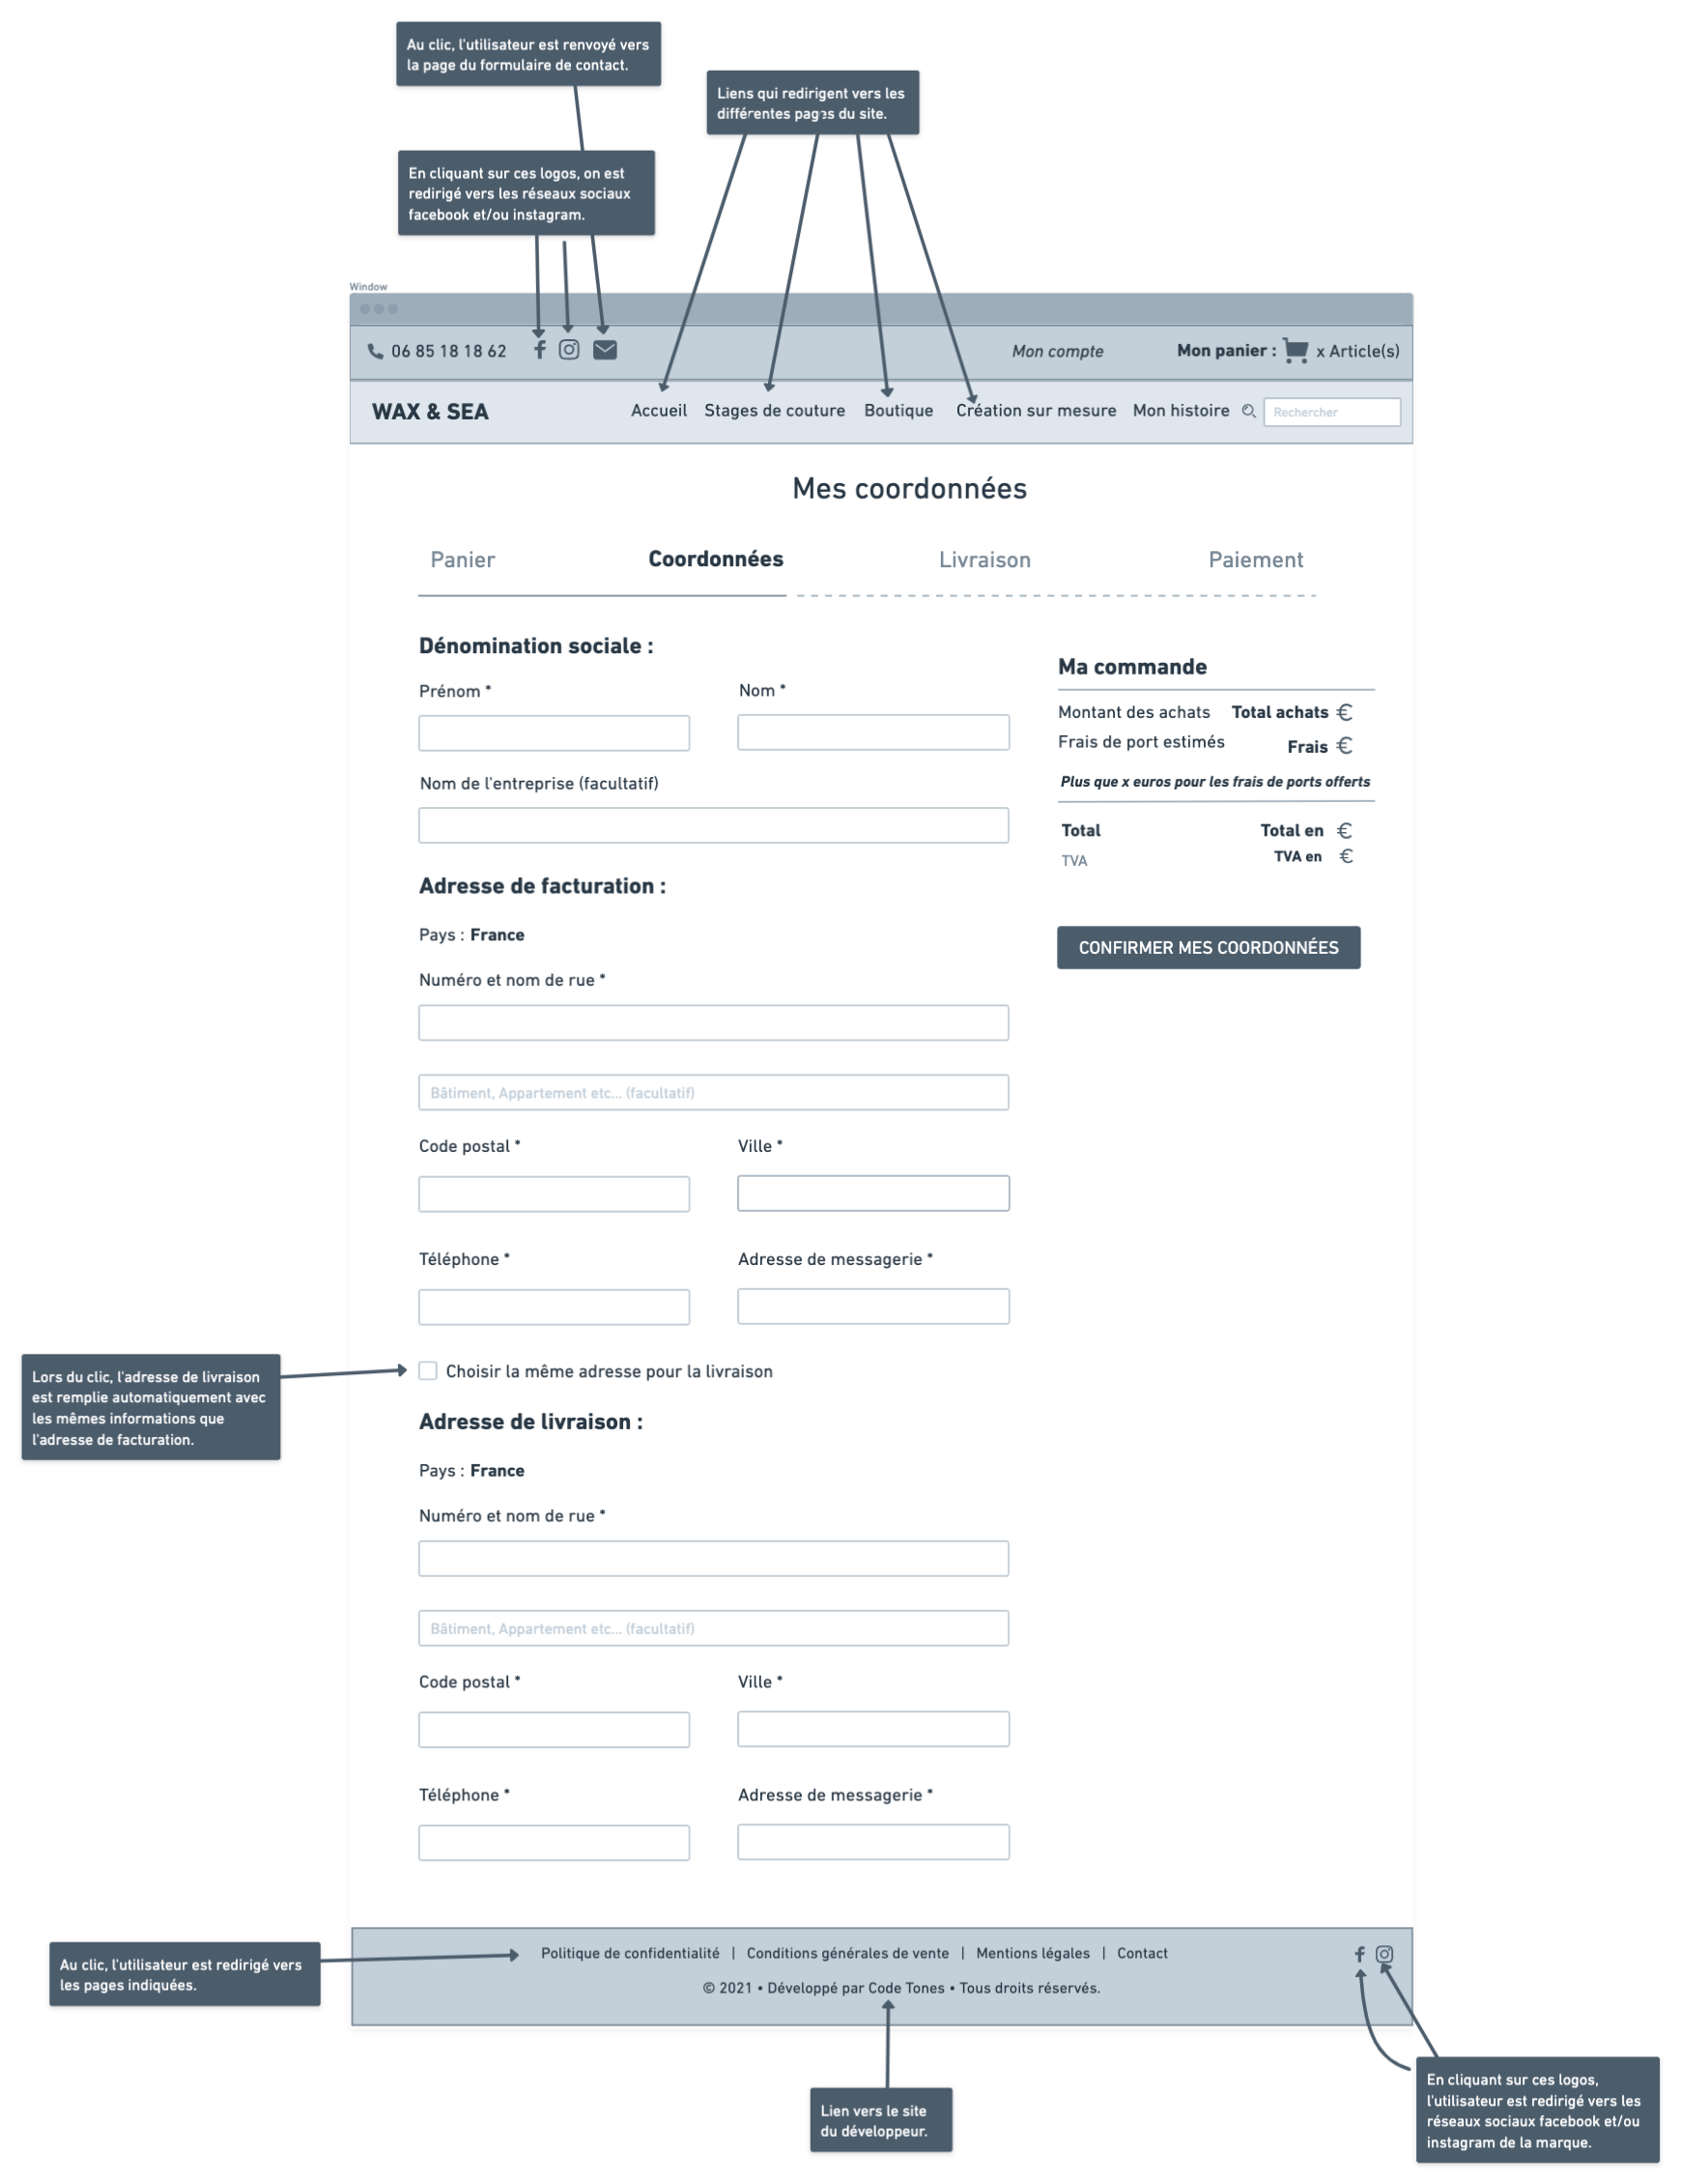 Au clic, l'utilisateur est renvoyé vers
la page du formulaire de contact.
Liens qui redirigent vers les
différentes pages du site.
En cliquant sur ces logos, on est
redirigé vers les réseaux sociaux
facebook et/ou instagram.
Window
06 85 18 18 62 Mon compte Mon panier : x Article(s)
WAX & SEA Accueil Stages de couture Boutique Création sur mesure Mon histoire Rechercher
Mes coordonnées
Panier Coordonnées Livraison Paiement
Dénomination sociale :
Prénom * Nom *
Nom de l'entreprise (facultatif)
Ma commande
Montant des achats Total achats €
Frais de port estimés Frais €
Plus que x euros pour les frais de ports offerts
Total Total en €
TVA TVA en €
CONFIRMER MES COORDONNÉES
Adresse de facturation :
Pays : France
Numéro et nom de rue *
Bâtiment, Appartement etc... (facultatif)
Code postal * Ville *
Téléphone * Adresse de messagerie *
Choisir la même adresse pour la livraison
Lors du clic, l'adresse de livraison
est remplie automatiquement avec
les mêmes informations que
l'adresse de facturation.
Adresse de livraison :
Pays : France
Numéro et nom de rue *
Bâtiment, Appartement etc... (facultatif)
Code postal * Ville *
Téléphone * Adresse de messagerie *
Au clic, l'utilisateur est redirigé vers
les pages indiquées.
Politique de confidentialité | Conditions générales de vente | Mentions légales | Contact
© 2021 • Développé par Code Tones • Tous droits réservés.
Lien vers le site
du développeur.
En cliquant sur ces logos,
l'utilisateur est redirigé vers les
réseaux sociaux facebook et/ou
instagram de la marque.